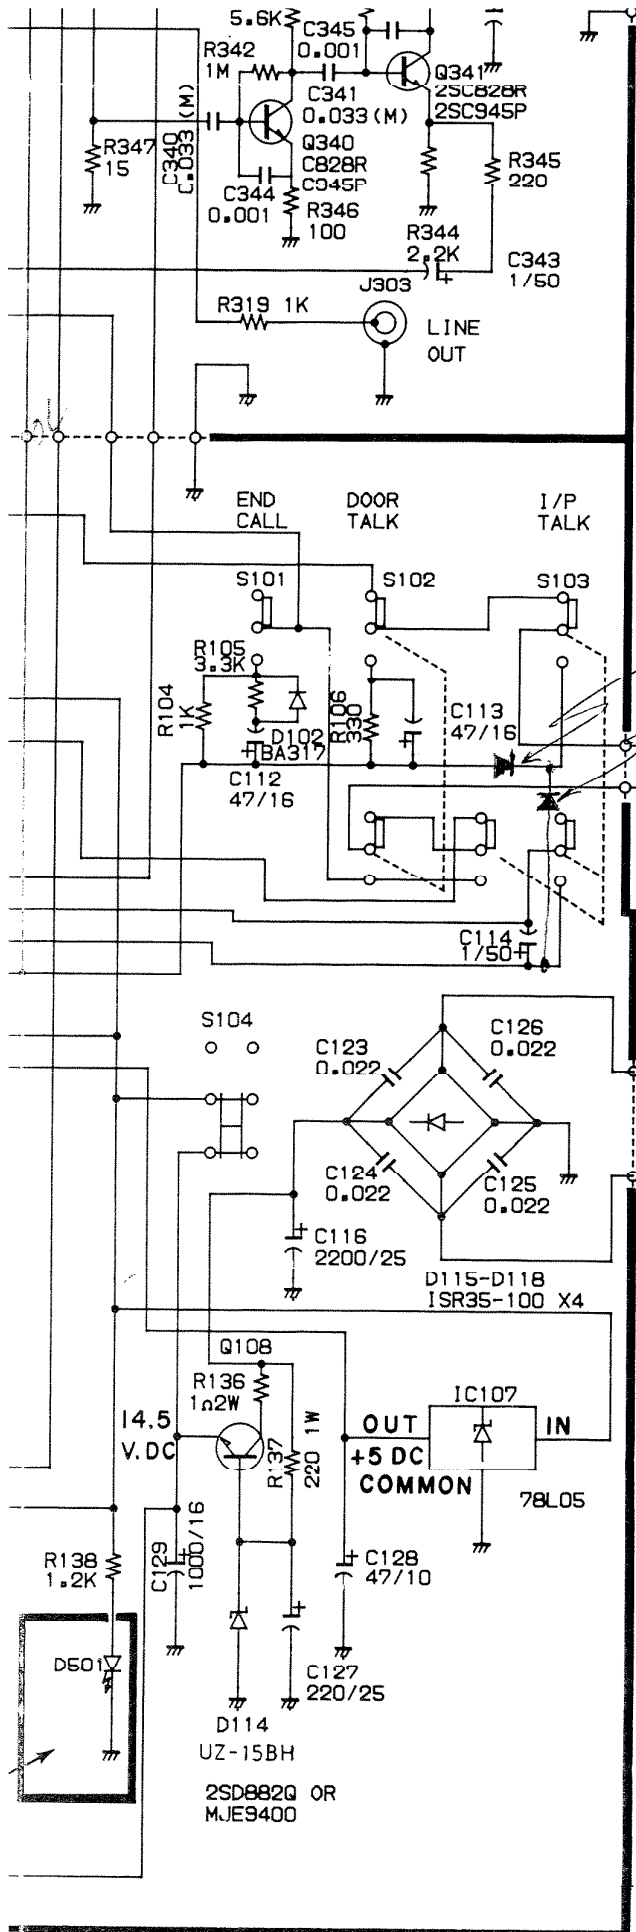 5.6K
C345
0.001
R342
1M
C341
0.033(M)
Q341
2SC828R
2SC945P
R347
15
C340
0.033 (M)
Q340
C828R
C945P
C344
0.001
R346
100
R345
220
R344
2.2K
C343
1/50
J303
R319 1K
LINE
OUT
END
CALL
DOOR
TALK
I/P
TALK
S101
S102
S103
R105
3.3K
R104
1K
D102
BA317
R106
330
C113
47/16
C112
47/16
C114
1/50
S104
C123
0.022
C126
0.022
C124
0.022
C125
0.022
C116
2200/25
D115-D118
ISR35-100 X4
Q108
R136
1Ω2W
IC107
14.5
V.DC
R137
220 1W
OUT
IN
+5 DC
COMMON
78L05
R138
1.2K
C129
1000/16
C128
47/10
D501
C127
220/25
D114
UZ-15BH
2SD882Q OR
MJE9400